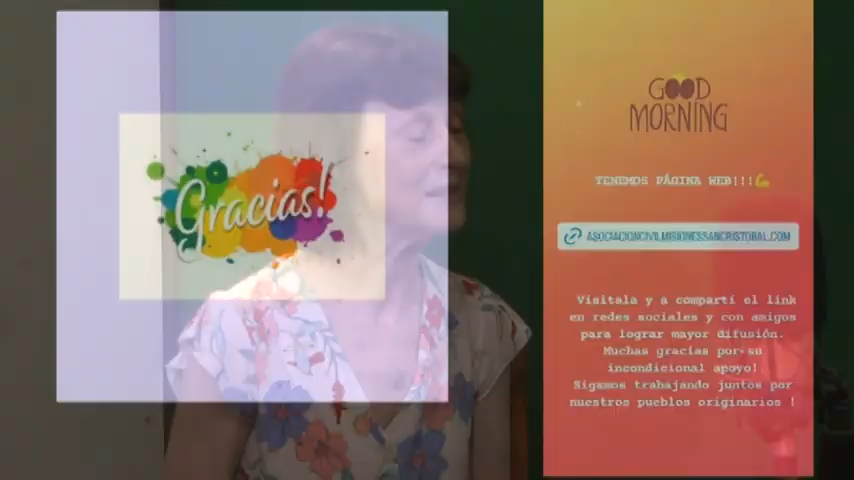 Gracias!
GOOD
MORNING
TENEMOS PÁGINA WEB!!!💪
ASOCIACIONCIVILMISIONESSANCRISTOBAL.COM
Visitala y a compartí el link
en redes sociales y con amigos
para lograr mayor difusión.
Muchas gracias por su
incondicional apoyo!
Sigamos trabajando juntos por
nuestros pueblos originarios !